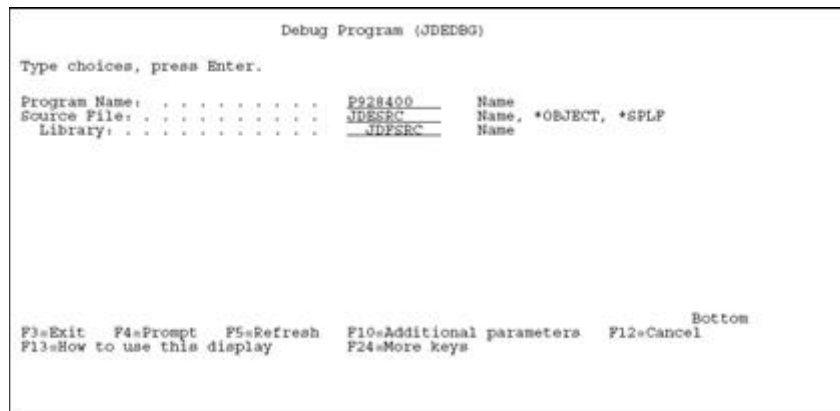 Debug Program (JDEDBG)
Type choices, press Enter.
Program Name: . . . . . . . . . . P928400 Name
Source File: . . . . . . . . . . . JDESRC Name, *OBJECT, *SPLF
Library: . . . . . . . . . . . JDFSRC Name
Bottom
F3=Exit F4=Prompt F5=Refresh F10=Additional parameters F12=Cancel
F13=How to use this display F24=More keys